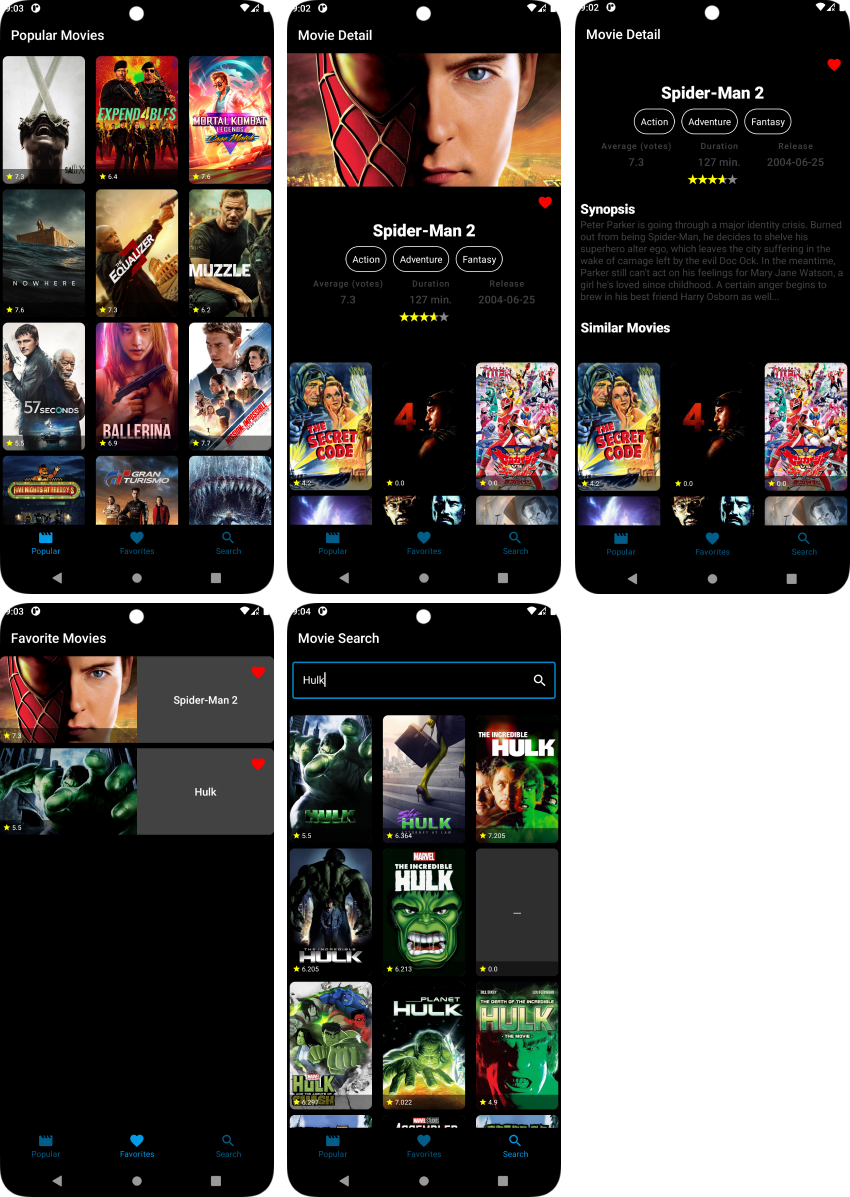 9:03
Popular Movies
SAW X
7.3
EXPEND4BLES
6.4
MORTAL KOMBAT
LEGENDS
Cage Match
7.6
NOWHERE
7.6
THE
EQUALIZER
7.3
MUZZLE
6.2
57 SECONDS
5.5
BALLERINA
6.9
MISSION: IMPOSSIBLE
7.7
FIVE NIGHTS AT FREDDY'S
GRAN
TURISMO
Popular
Favorites
Search
9:02
Movie Detail
Spider-Man 2
Action
Adventure
Fantasy
Average (votes)
Duration
Release
7.3
127 min.
2004-06-25
THE
SECRET
CODE
4.2
4
0.0
0.0
Popular
Favorites
Search
9:02
Movie Detail
Spider-Man 2
Action
Adventure
Fantasy
Average (votes)
Duration
Release
7.3
127 min.
2004-06-25
Synopsis
Peter Parker is going through a major identity crisis. Burned
out from being Spider-Man, he decides to shelve his
superhero alter ego, which leaves the city suffering in the
wake of carnage left by the evil Doc Ock. In the meantime,
Parker still can't act on his feelings for Mary Jane Watson, a
girl he's loved since childhood. A certain anger begins to
brew in his best friend Harry Osborn as well...
Similar Movies
THE
SECRET
CODE
4.2
4
0.0
0.0
Popular
Favorites
Search
9:03
Favorite Movies
7.3
Spider-Man 2
5.5
Hulk
Popular
Favorites
Search
9:04
Movie Search
Hulk
HULK
5.5
She
HULK
ATTORNEY AT LAW
6.364
THE INCREDIBLE
HULK
7.205
THE INCREDIBLE
HULK
6.205
MARVEL
THE INCREDIBLE
HULK
6.213
—
0.0
MARVEL
HULK
6.297
PLANET
HULK
7.022
BILL BIXBY
LOU FERRIGNO
THE DEATH OF THE INCREDIBLE
HULK
- THE MOVIE
4.9
MARVEL STUDIOS
ASSEMBLED
Popular
Favorites
Search